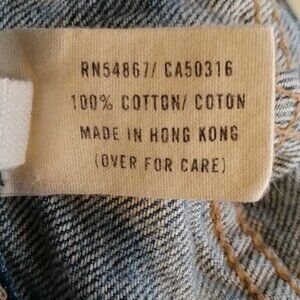 RN54867/ CA50316
100% COTTON/ COTON
MADE IN HONG KONG
(OVER FOR CARE)